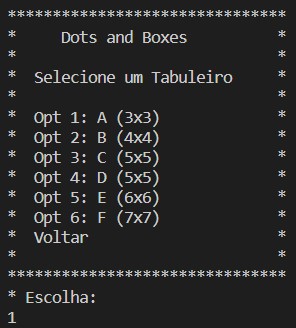 *******************************
*     Dots and Boxes          *
*                             *
*  Selecione um Tabuleiro     *
*                             *
*  Opt 1: A (3x3)             *
*  Opt 2: B (4x4)             *
*  Opt 3: C (5x5)             *
*  Opt 4: D (5x5)             *
*  Opt 5: E (6x6)             *
*  Opt 6: F (7x7)             *
*  Voltar                     *
*                             *
*******************************
* Escolha:
1